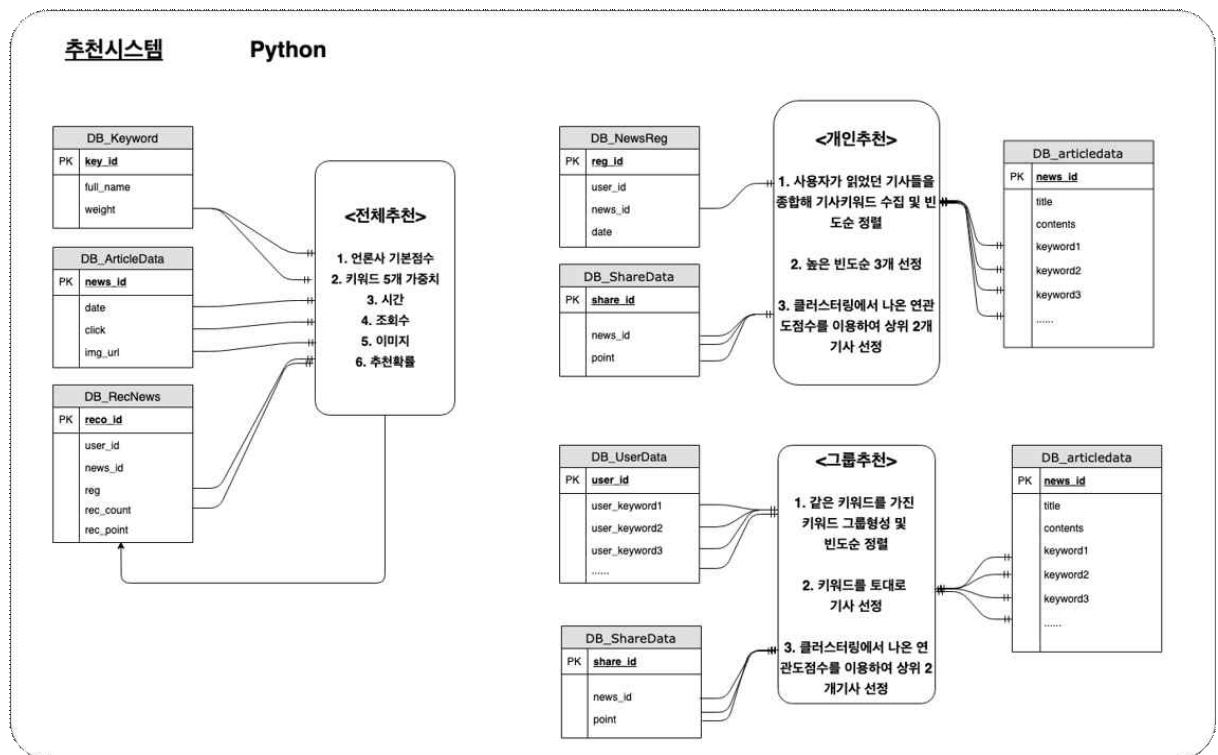 추천시스템 Python
DB_Keyword
PK key_id
full_name
weight
DB_ArticleData
PK news_id
date
click
img_url
DB_RecNews
PK reco_id
user_id
news_id
reg
rec_count
rec_point
<전체추천>
1. 언론사 기본점수
2. 키워드 5개 가중치
3. 시간
4. 조회수
5. 이미지
6. 추천확률
DB_NewsReg
PK reg_id
user_id
news_id
date
DB_ShareData
PK share_id
news_id
point
<개인추천>
1. 사용자가 읽었던 기사들을
종합해 기사키워드 수집 및 빈
도순 정렬
2. 높은 빈도순 3개 선정
3. 클러스터링에서 나온 연관
도점수를 이용하여 상위 2개
기사 선정
DB_articledata
PK news_id
title
contents
keyword1
keyword2
keyword3
......
DB_UserData
PK user_id
user_keyword1
user_keyword2
user_keyword3
......
DB_ShareData
PK share_id
news_id
point
<그룹추천>
1. 같은 키워드를 가진
키워드 그룹형성 및
빈도순 정렬
2. 키워드를 토대로
기사 선정
3. 클러스터링에서 나온 연
관도점수를 이용하여 상위 2
개기사 선정
DB_articledata
PK news_id
title
contents
keyword1
keyword2
keyword3
......